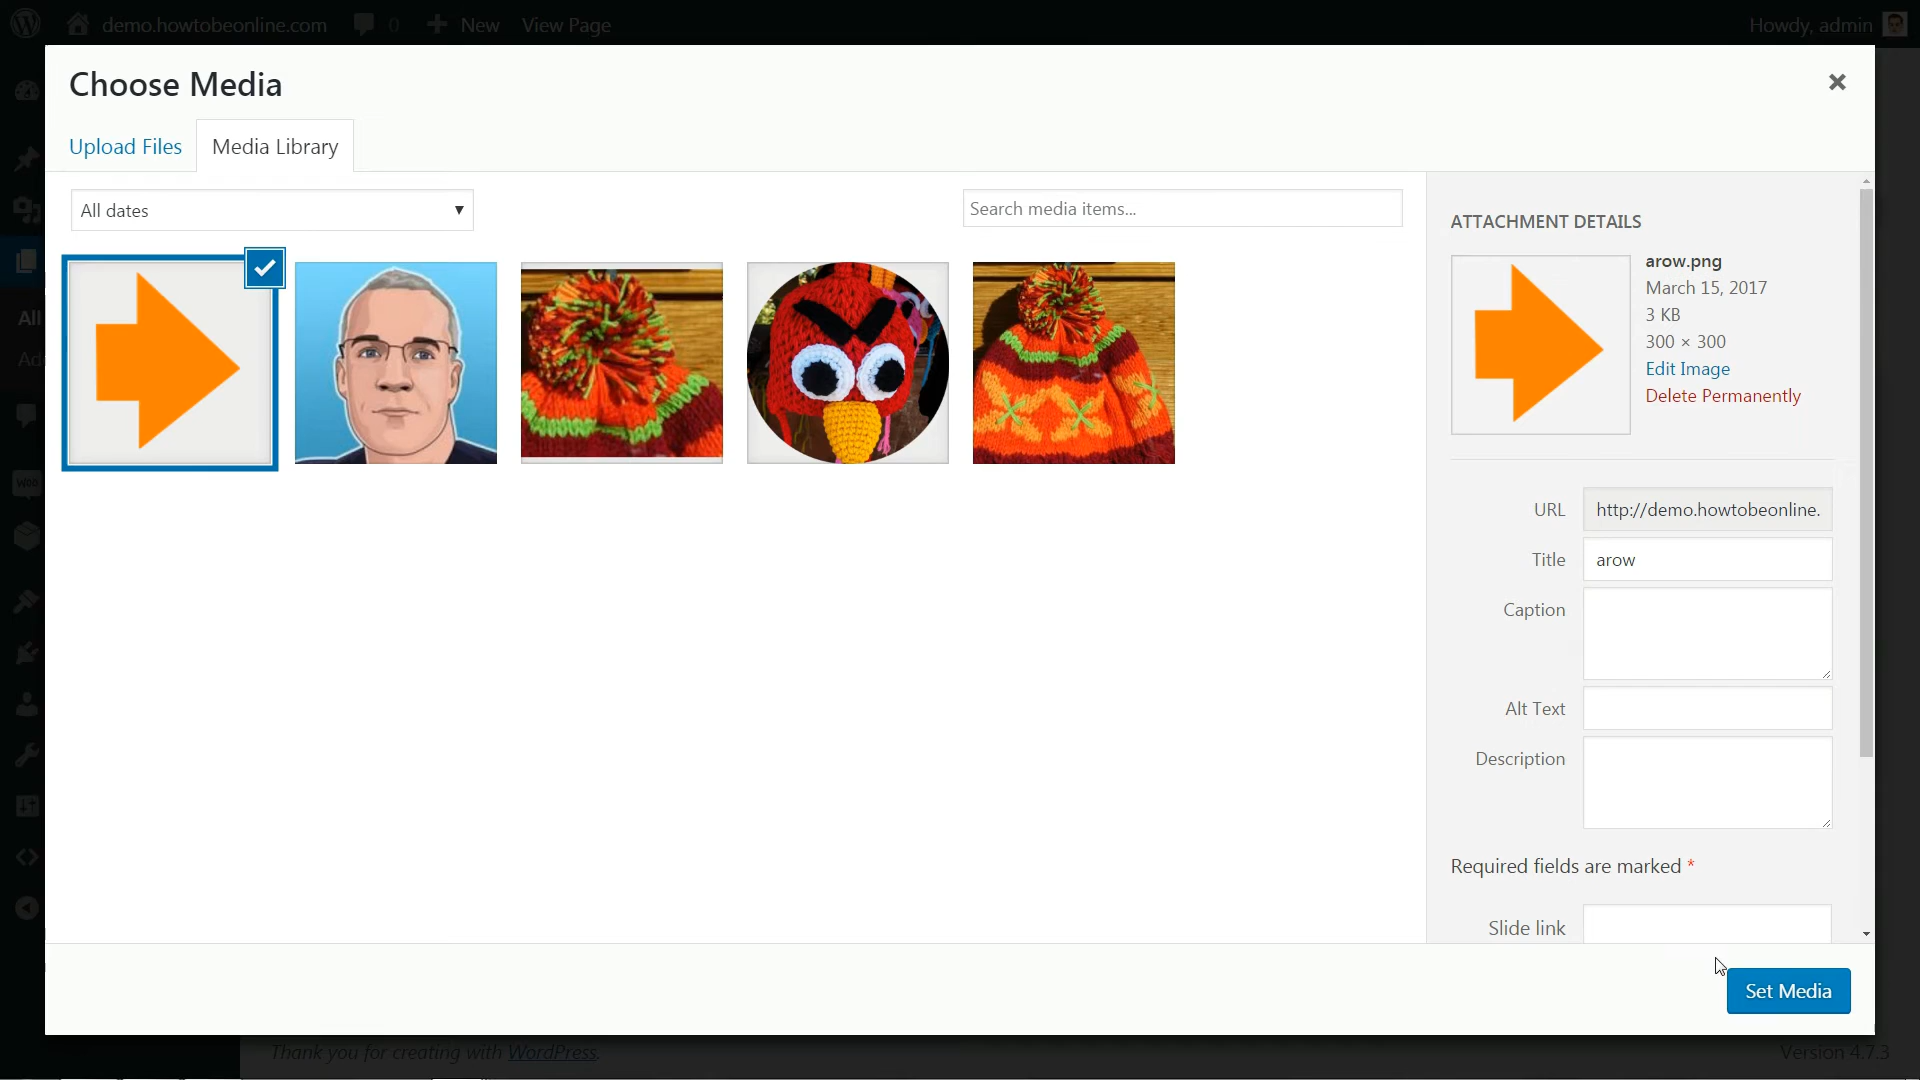 demo.howtobeonline.com 0 New View Page Howdy, admin
Choose Media
Upload Files Media Library
All dates
Search media items...
ATTACHMENT DETAILS
arow.png
March 15, 2017
3 KB
300 × 300
Edit Image
Delete Permanently
URL http://demo.howtobeonline.
Title arow
Caption
Alt Text
Description
Required fields are marked *
Slide link
Set Media
All
Ad
WOO
Thank you for creating with WordPress. Version 4.7.3